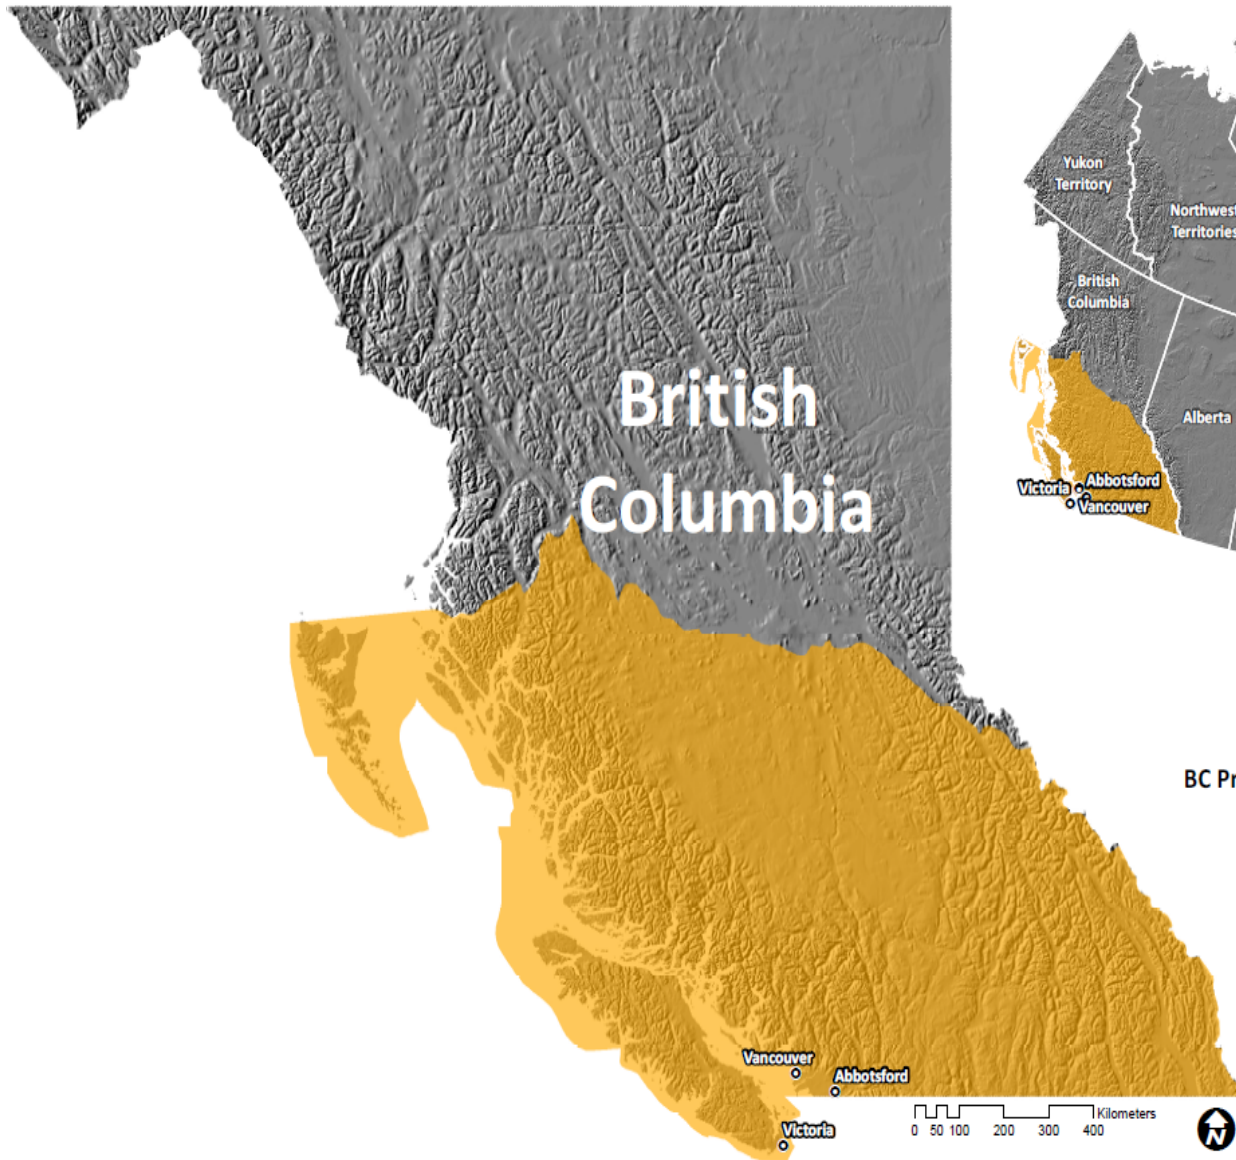 British
Columbia
Vancouver
Abbotsford
Victoria
0 50 100 200 300 400
Kilometers
N
Yukon
Territory
Northwest
Territories
British
Columbia
Alberta
Victoria
Abbotsford
Vancouver
BC Pr